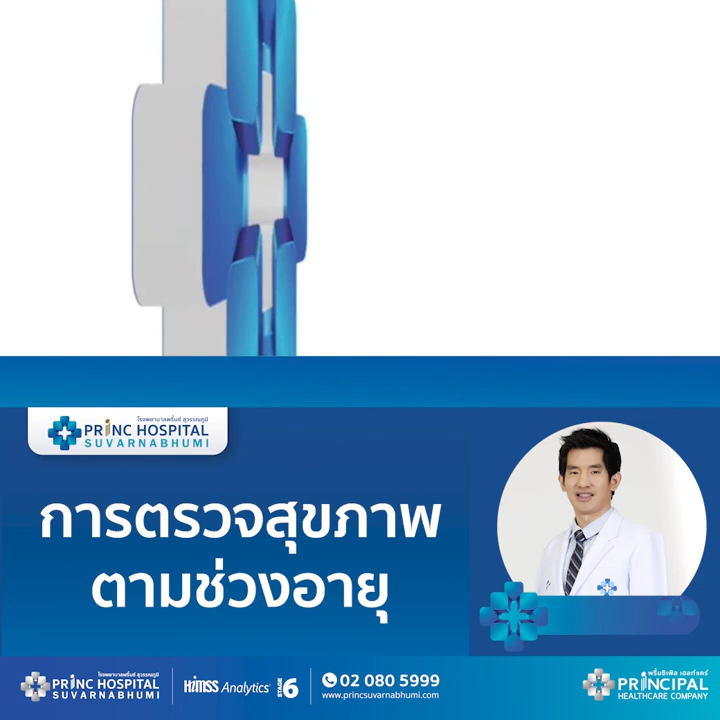 โรงพยาบาลพริ้นซ์ สุวรรณภูมิ
PRINC HOSPITAL
SUVARNABHUMI
การตรวจสุขภาพ
ตามช่วงอายุ
โรงพยาบาลพริ้นซ์ สุวรรณภูมิ
PRINC HOSPITAL
SUVARNABHUMI
HIMSS Analytics®
STAGE 6
02 080 5999
www.princsuvarnabhumi.com
พริ้นซิเพิล เฮลท์แคร์
PRINCIPAL
HEALTHCARE COMPANY